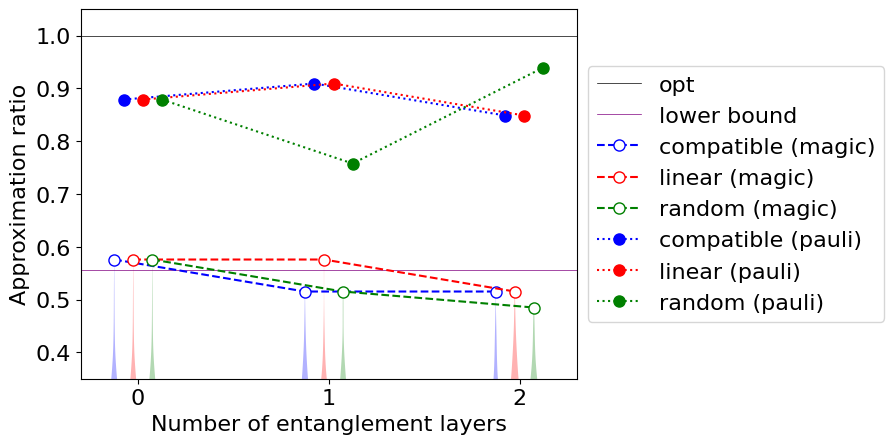 1.0
0.9
0.8
0.7
0.6
0.5
0.4
Approximation ratio
0 1 2
Number of entanglement layers
opt
lower bound
compatible (magic)
linear (magic)
random (magic)
compatible (pauli)
linear (pauli)
random (pauli)